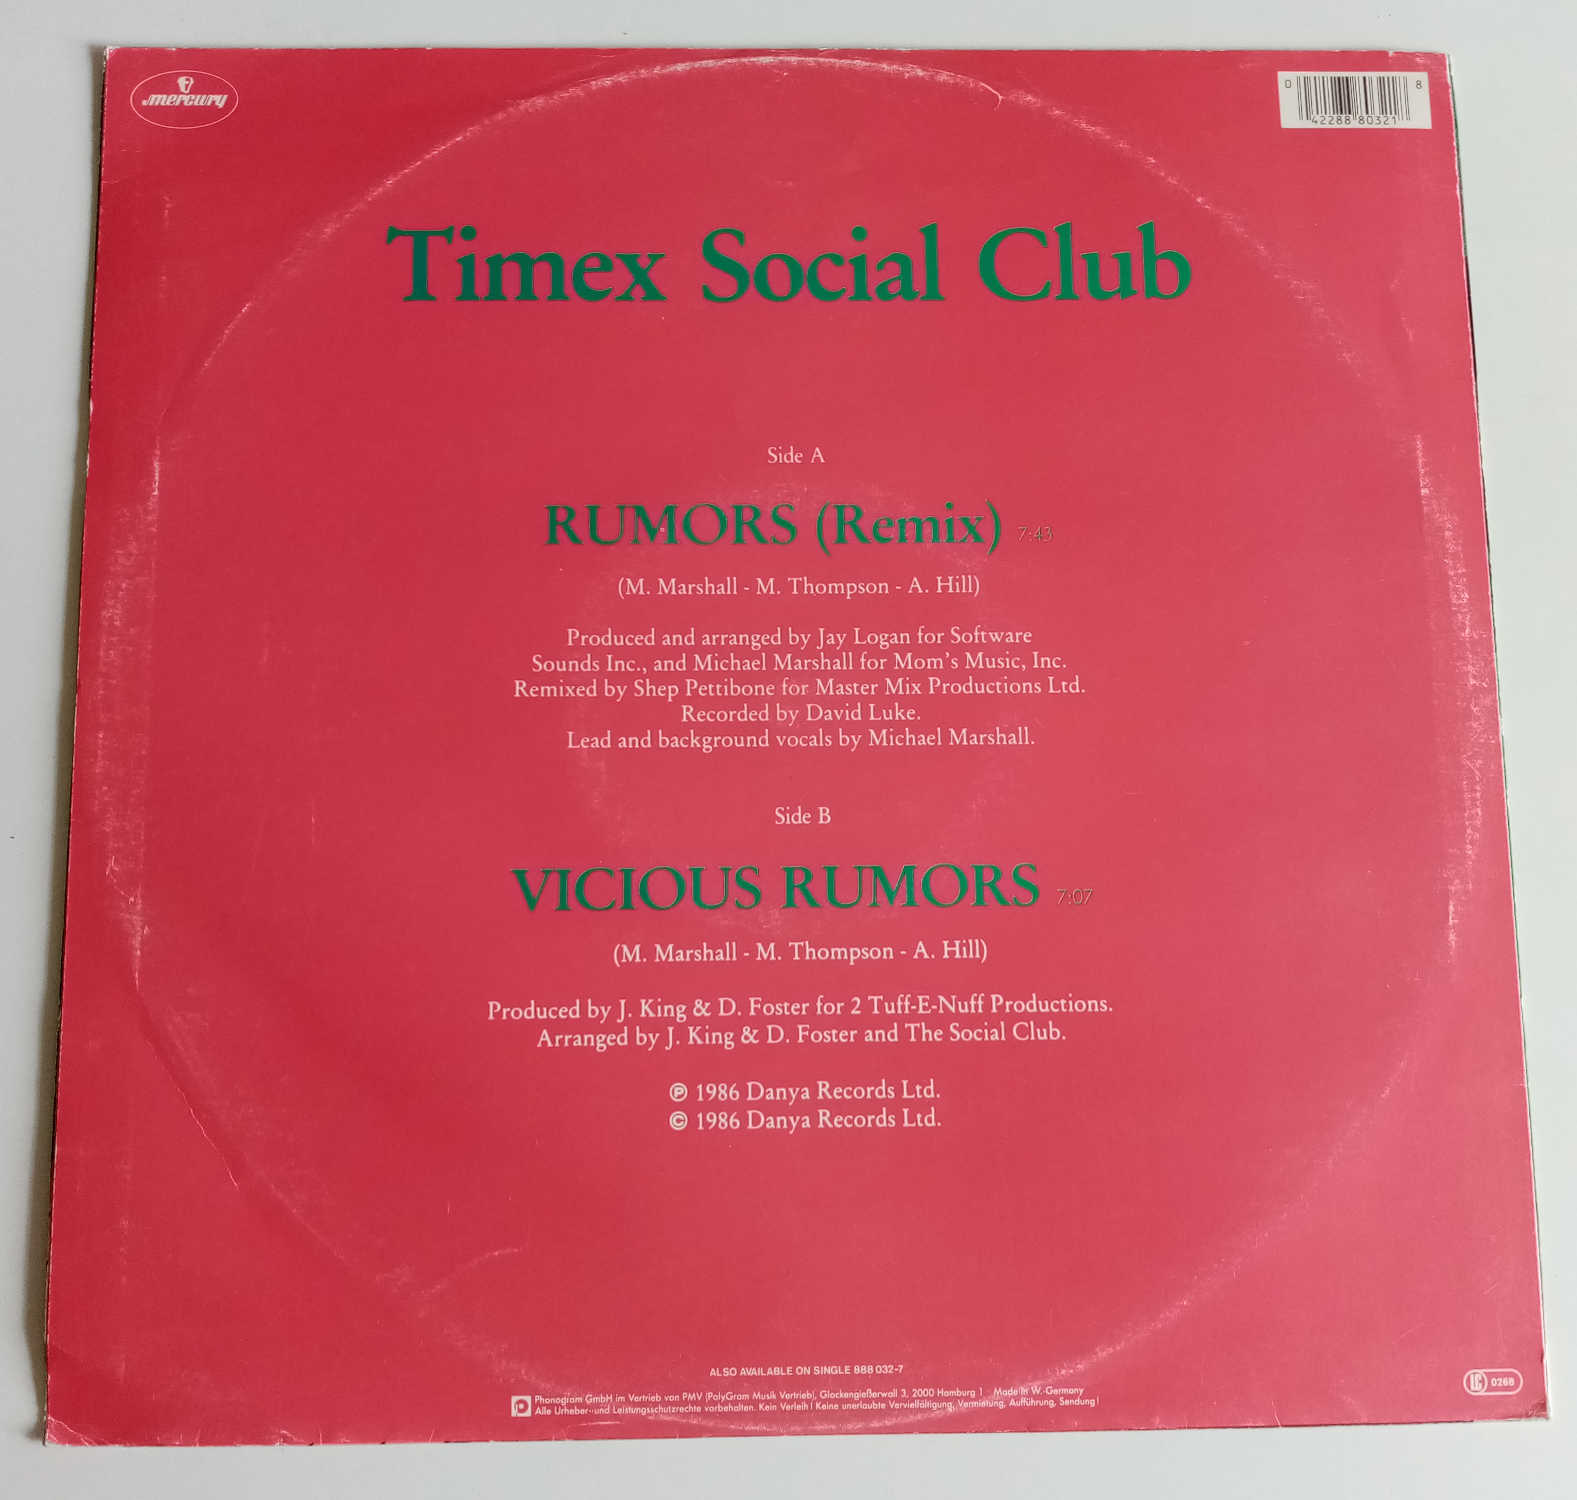 mercury
0 42288 80321 8
Timex Social Club
Side A
RUMORS (Remix) 7:43
(M. Marshall - M. Thompson - A. Hill)
Produced and arranged by Jay Logan for Software
Sounds Inc., and Michael Marshall for Mom's Music, Inc.
Remixed by Shep Pettibone for Master Mix Productions Ltd.
Recorded by David Luke.
Lead and background vocals by Michael Marshall.
Side B
VICIOUS RUMORS 7:07
(M. Marshall - M. Thompson - A. Hill)
Produced by J. King & D. Foster for 2 Tuff-E-Nuff Productions.
Arranged by J. King & D. Foster and The Social Club.
℗ 1986 Danya Records Ltd.
© 1986 Danya Records Ltd.
ALSO AVAILABLE ON SINGLE 888 032-7
Phonogram GmbH im Vertrieb von PMV (PolyGram Musik Vertrieb), Glockengießerwall 3, 2000 Hamburg 1 Made in W.-Germany
Alle Urheber- und Leistungsschutzrechte vorbehalten. Kein Verleih! Keine unerlaubte Vervielfältigung, Vermietung, Aufführung, Sendung!
LC 0268